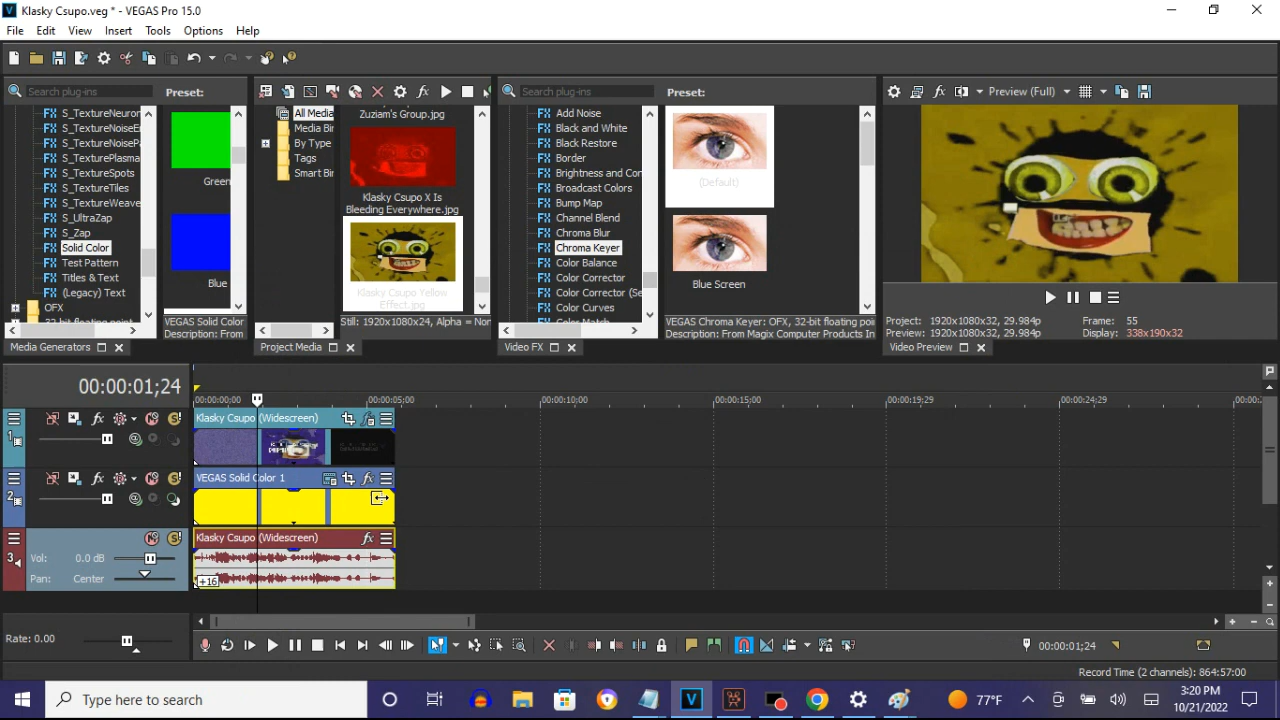 Klasky Csupo.veg * - VEGAS Pro 15.0
File Edit View Insert Tools Options Help
Search plug-ins
Preset:
Search plug-ins
Preset:
Preview (Full)
S_TextureNeuron
S_TextureNoiseE
S_TextureNoiseP
S_TexturePlasma
S_TextureSpots
S_TextureTiles
S_TextureWeave
S_UltraZap
S_Zap
Solid Color
Test Pattern
Titles & Text
(Legacy) Text
OFX
32-bit floating point
Green
Blue
VEGAS Solid Color
Description: From
Media Generators
All Media
Media Bin
By Type
Tags
Smart Bin
Zuziam's Group.jpg
Klasky Csupo X Is
Bleeding Everywhere.jpg
Klasky Csupo Yellow
Effect.jpg
Still: 1920x1080x24, Alpha = Non
Project Media
Add Noise
Black and White
Black Restore
Border
Brightness and Con
Broadcast Colors
Bump Map
Channel Blend
Chroma Blur
Chroma Keyer
Color Balance
Color Corrector
Color Corrector (Se
Color Curves
Color Match
(Default)
Blue Screen
VEGAS Chroma Keyer: OFX, 32-bit floating poi
Description: From Magix Computer Products In
Video FX
Project: 1920x1080x32, 29.984p
Preview: 1920x1080x32, 29.984p
Frame: 55
Display: 338x190x32
Video Preview
00:00:01;24
00:00:00;00
00:00:05;00
00:00:10;00
00:00:15;00
00:00:19;29
00:00:24;29
1
Klasky Csupo (Widescreen)
2
VEGAS Solid Color 1
3
Vol: 0.0 dB
Pan: Center
Klasky Csupo (Widescreen)
+16
Rate: 0.00
00:00:01;24
Record Time (2 channels): 864:57:00
Type here to search
77°F
3:20 PM
10/21/2022